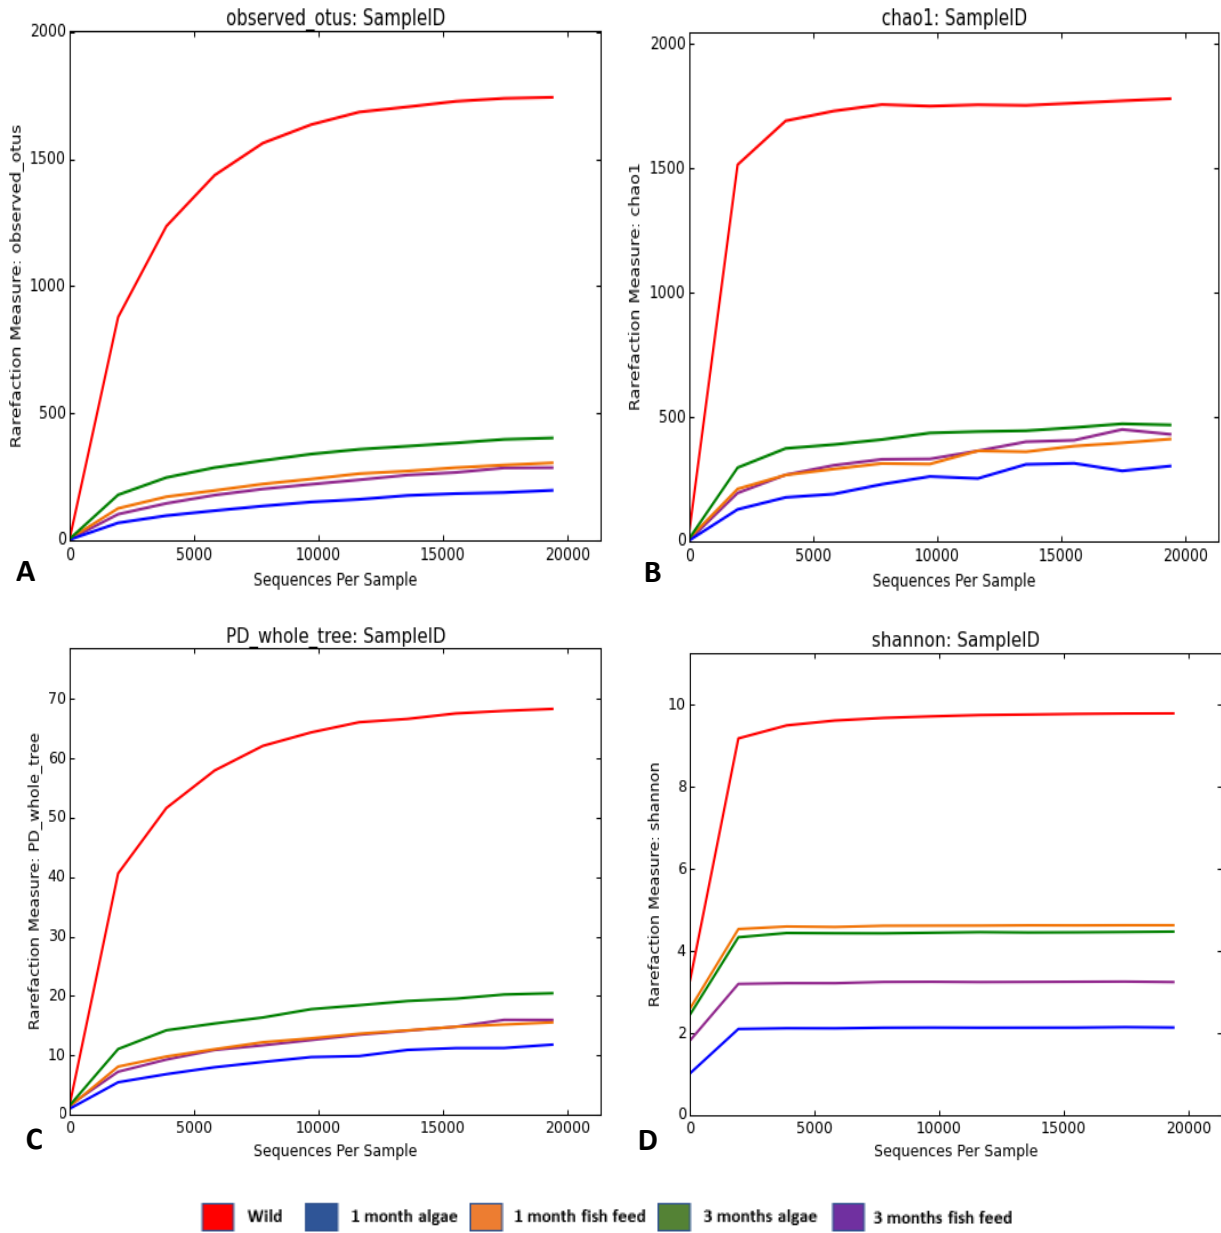 observed_otus: SampleID
2000
1500
1000
500
0
Rarefaction Measure: observed_otus
0 5000 10000 15000 20000
Sequences Per Sample
A
chao1: SampleID
2000
1500
1000
500
0
Rarefaction Measure: chao1
0 5000 10000 15000 20000
Sequences Per Sample
B
PD_whole_tree: SampleID
70
60
50
40
30
20
10
0
Rarefaction Measure: PD_whole_tree
0 5000 10000 15000 20000
Sequences Per Sample
C
shannon: SampleID
10
8
6
4
2
0
Rarefaction Measure: shannon
0 5000 10000 15000 20000
Sequences Per Sample
D
Wild 1 month algae 1 month fish feed 3 months algae 3 months fish feed